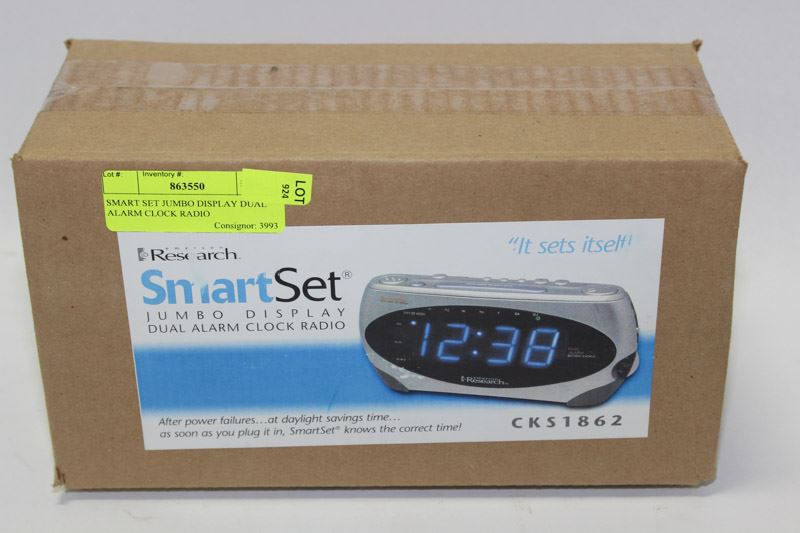 Lot #: Inventory #:
863550
LOT
924
SMART SET JUMBO DISPLAY DUAL
ALARM CLOCK RADIO
Consignor: 3993
emerson
Research
"It sets itself!
SmartSet®
JUMBO DISPLAY
DUAL ALARM CLOCK RADIO
12:38
Research
After power failures...at daylight savings time...
as soon as you plug it in, SmartSet® knows the correct time!
CKS1862